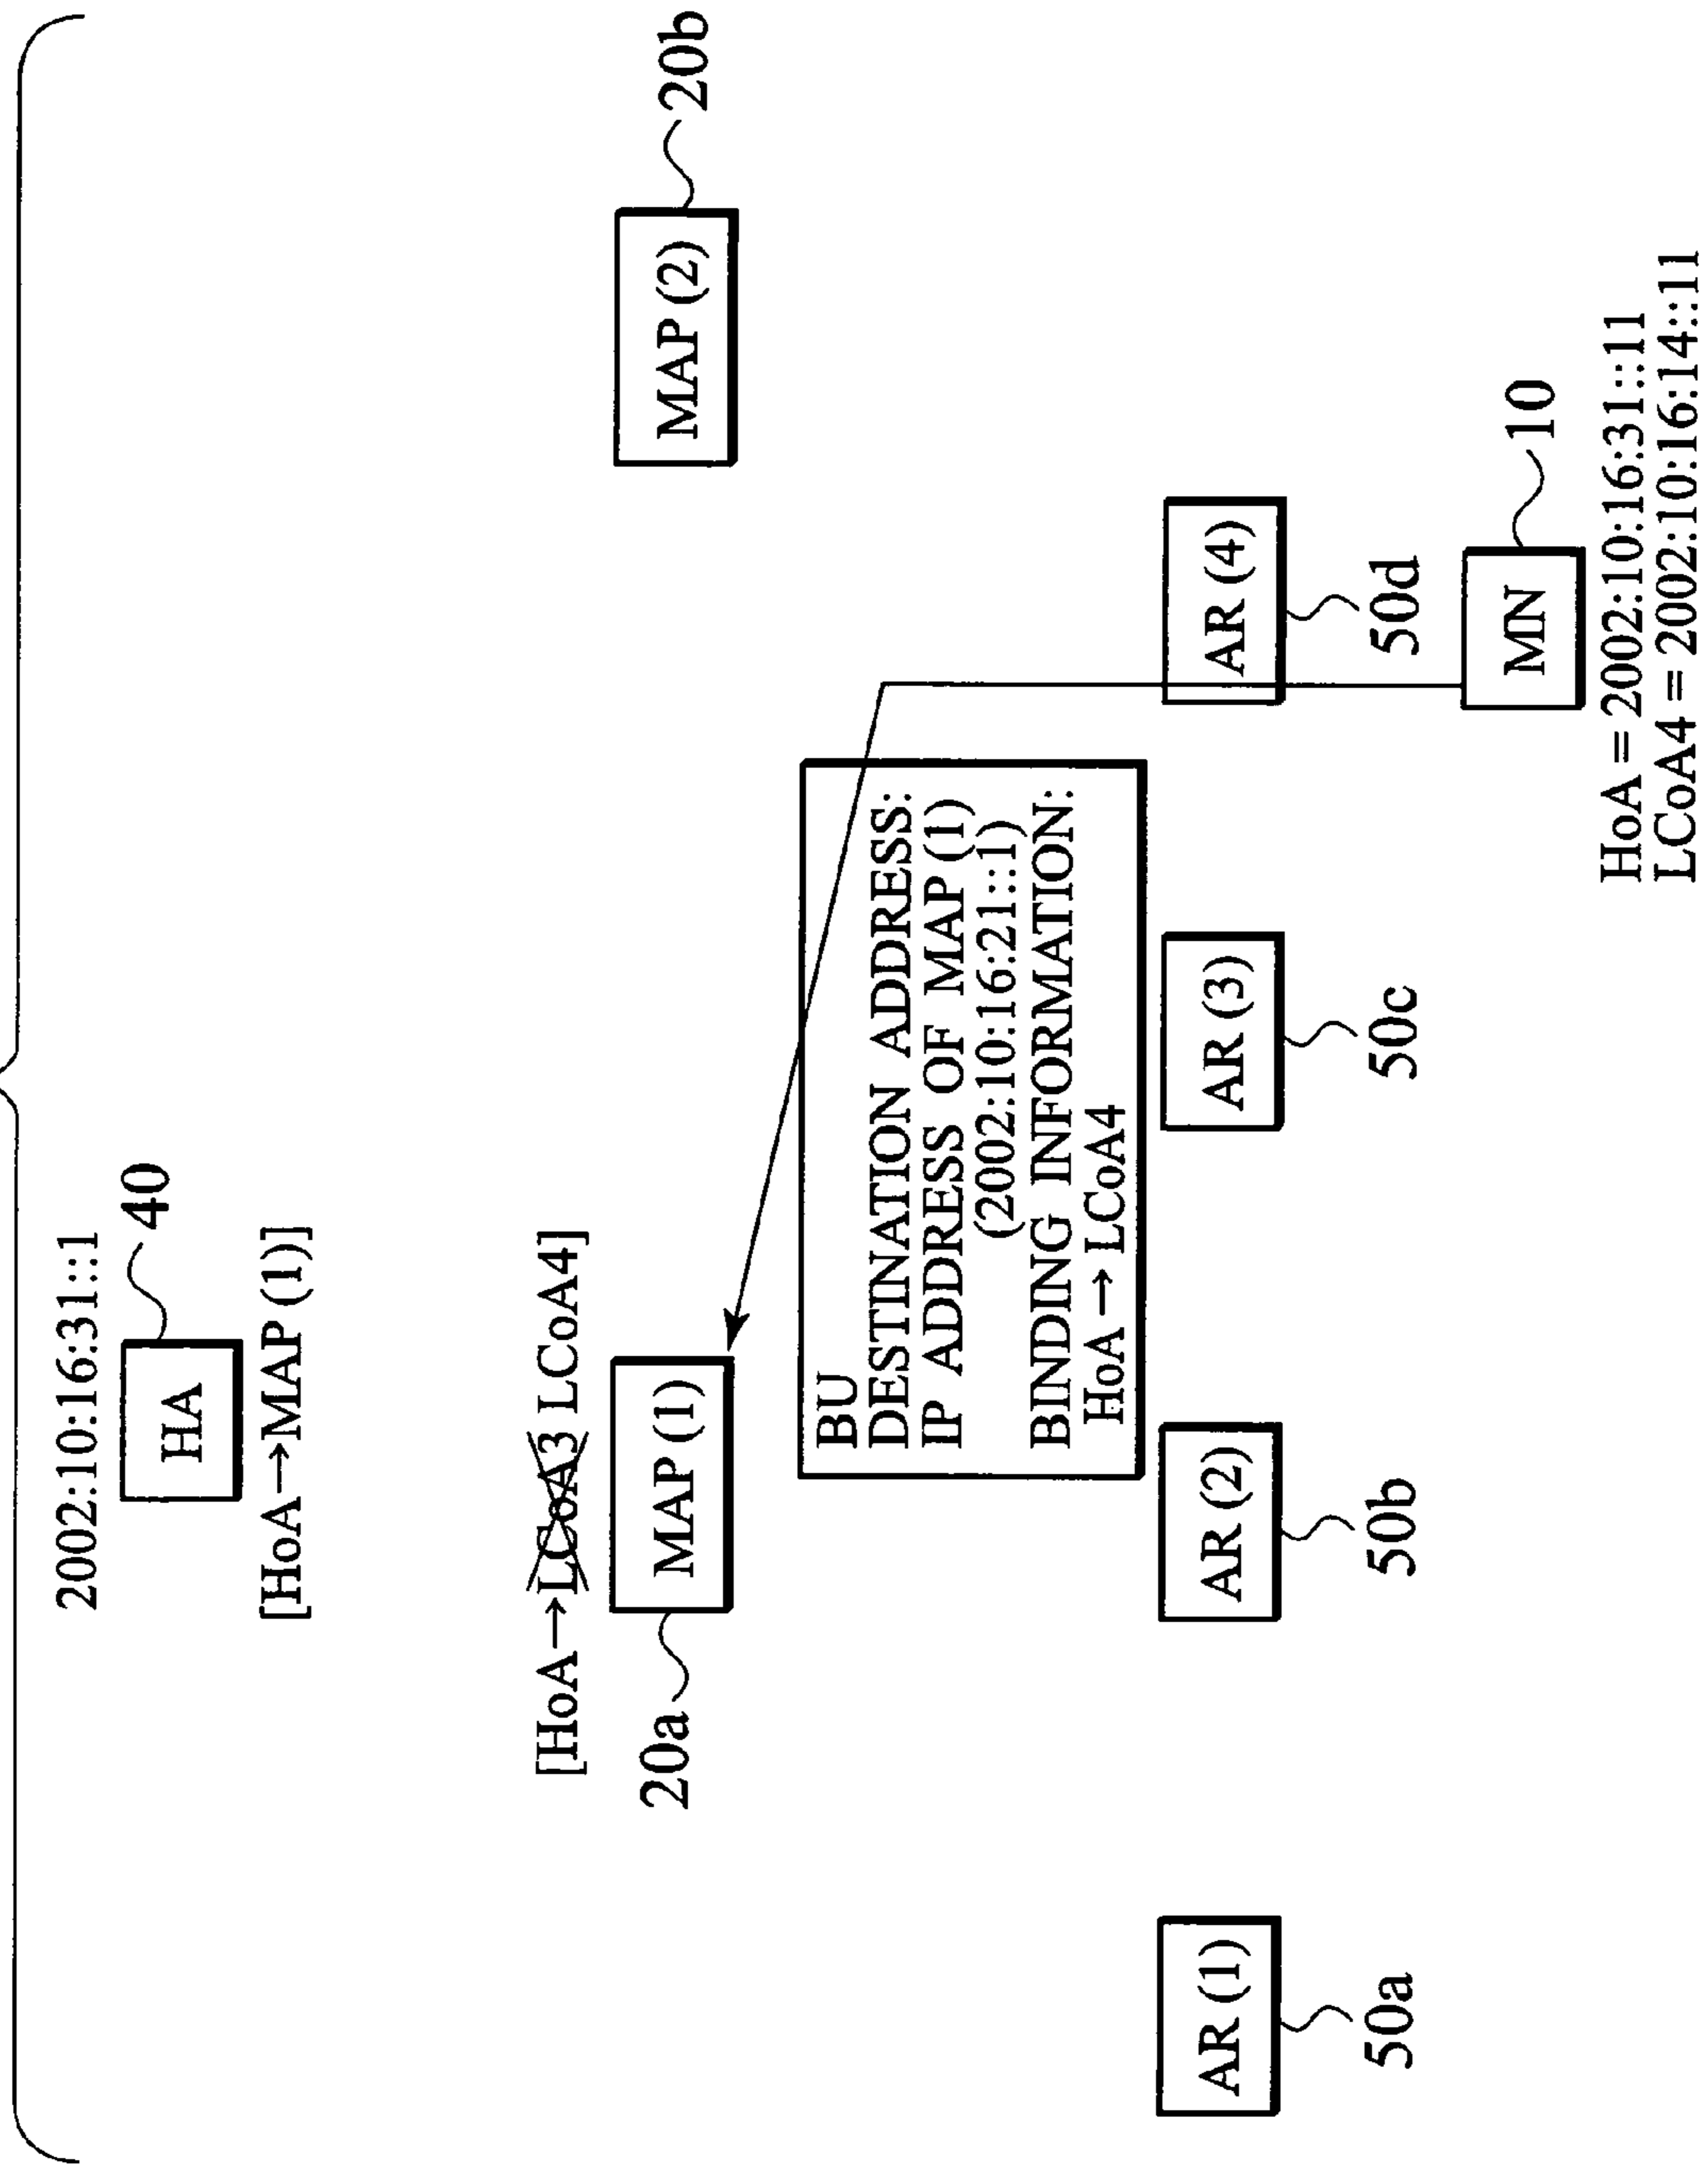 2002:10:16:31::1
HA
40
[HoA→MAP (1)]
[HoA→LCoA3 LCoA4]
20a
MAP (1)
MAP (2)
20b
BU
DESTINATION ADDRESS:
IP ADDRESS OF MAP (1)
(2002:10:16:21::1)
BINDING INFORMATION:
HoA→LCoA4
AR (1)
50a
AR (2)
50b
AR (3)
50c
AR (4)
50d
MN
10
HoA = 2002:10:16:31::11
LCoA4 = 2002:10:16:14::11